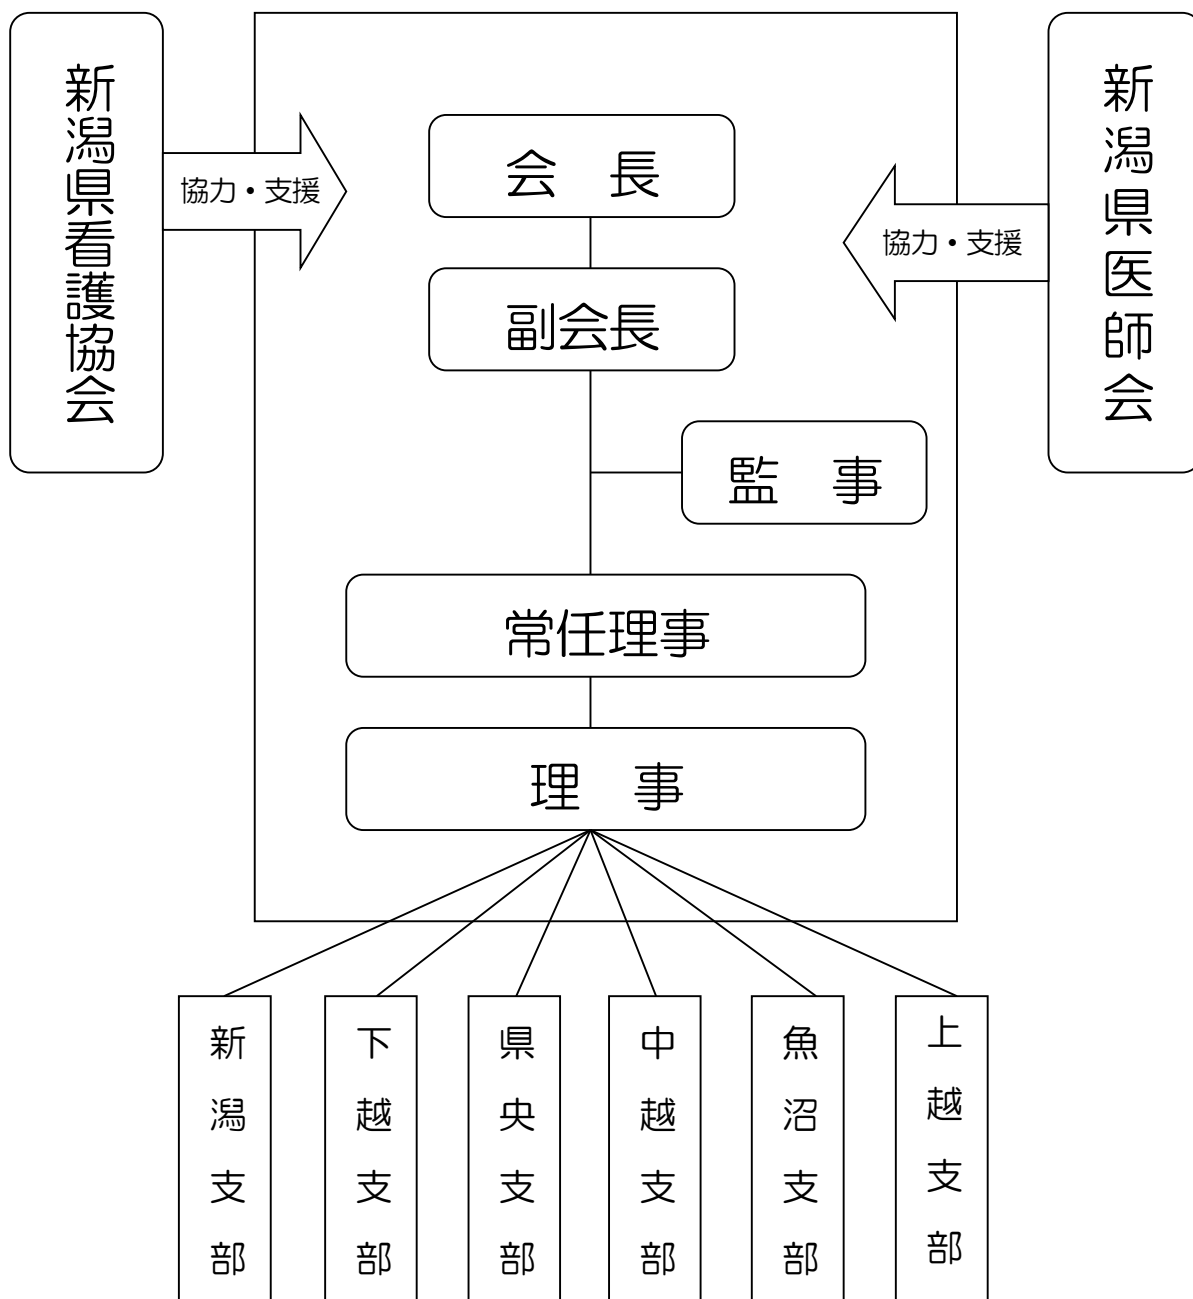 新潟県看護協会
協力・支援
会　長
副会長
監　事
常任理事
理　事
協力・支援
新潟県医師会
新潟支部
下越支部
県央支部
中越支部
魚沼支部
上越支部